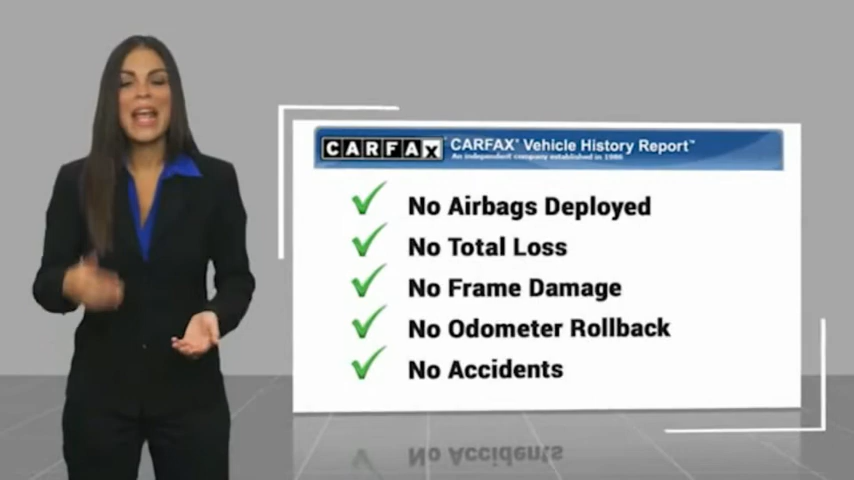 CARFAX CARFAX™ Vehicle History Report™
An independent company established in 1986
No Airbags Deployed
No Total Loss
No Frame Damage
No Odometer Rollback
No Accidents
No Accidents